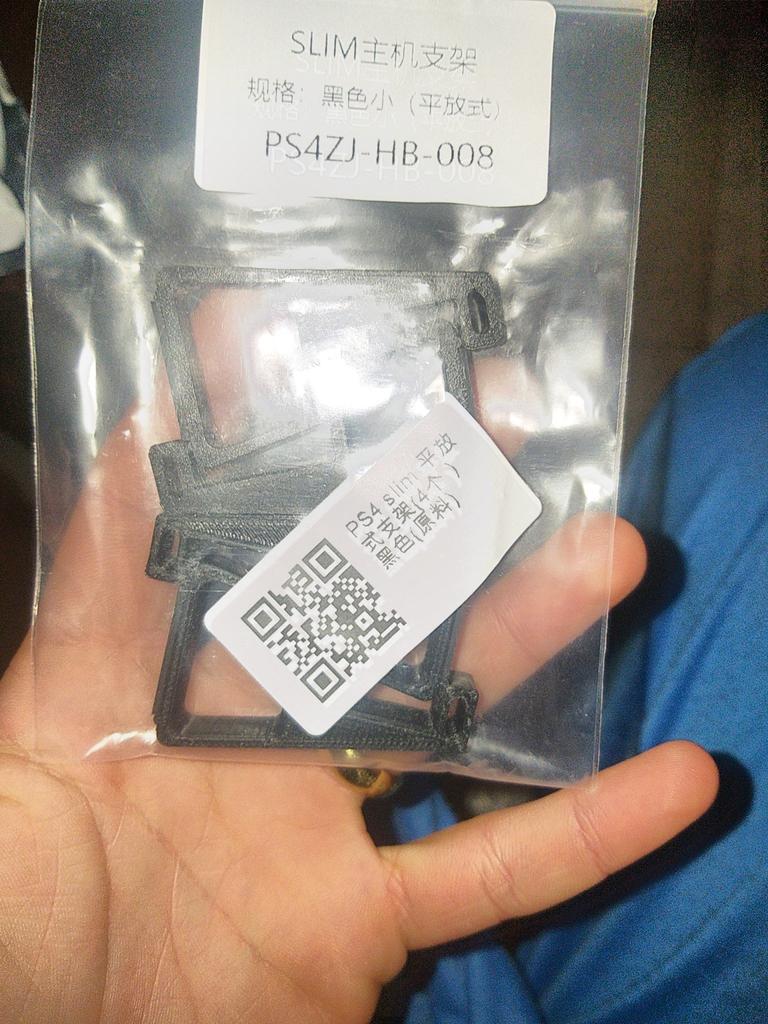 SLIM主机支架
规格：黑色小（平放式）
PS4ZJ-HB-008
PS4 slim 平放
式支架(4个)
黑色(原料)